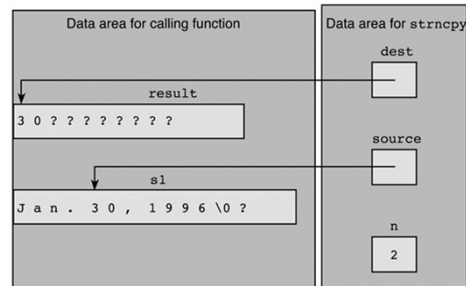 Data area for calling function
Data area for strncpy
dest
result
3 0 ? ? ? ? ? ? ? ?
source
s1
J a n . 3 0 , 1 9 9 6 \0 ?
n
2